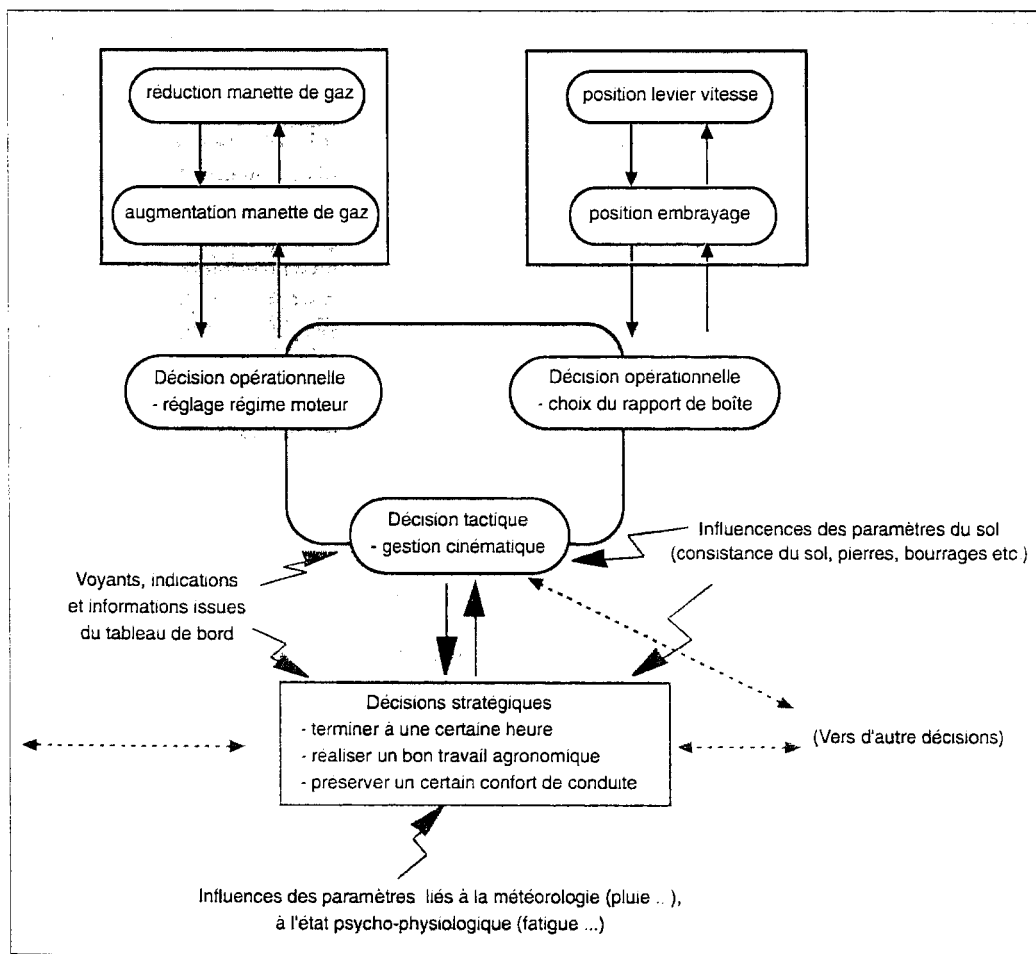 réduction manette de gaz
position levier vitesse
augmentation manette de gaz
position embrayage
Décision opérationnelle
- réglage régime moteur
Décision opérationnelle
- choix du rapport de boîte
Décision tactique
- gestion cinématique
Influencences des paramètres du sol
(consistance du sol, pierres, bourrages etc.)
Voyants, indications
et informations issues
du tableau de bord
Décisions stratégiques
- terminer à une certaine heure
- réaliser un bon travail agronomique
- préserver un certain confort de conduite
(Vers d'autre décisions)
Influences des paramètres liés à la météorologie (pluie ...),
à l'état psycho-physiologique (fatigue ...)